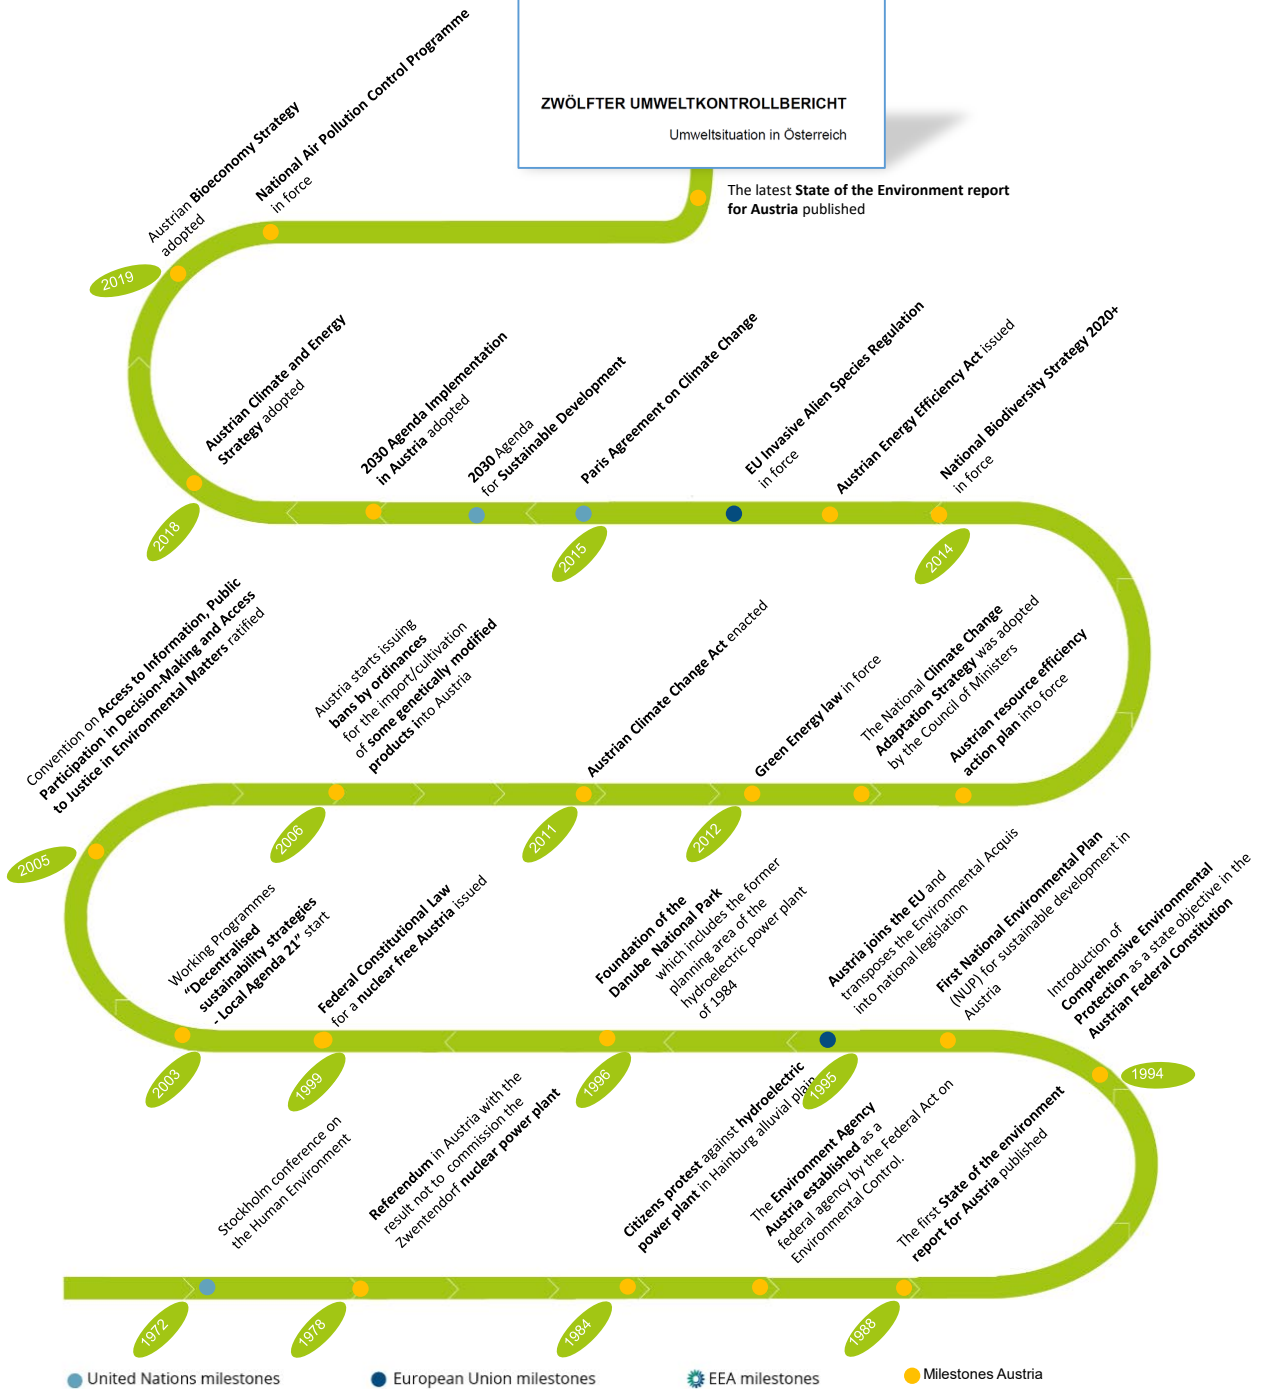 ZWÖLFTER UMWELTKONTROLLBERICHT
Umweltsituation in Österreich
The latest State of the Environment report
for Austria published
Austrian Bioeconomy Strategy
adopted
National Air Pollution Control Programme
in force
2019
Austrian Climate and Energy
Strategy adopted
2030 Agenda Implementation
in Austria adopted
2030 Agenda
for Sustainable Development
Paris Agreement on Climate Change
EU Invasive Alien Species Regulation
in force
Austrian Energy Efficiency Act issued
National Biodiversity Strategy 2020+
in force
2018
2015
2014
Convention on Access to Information, Public
Participation in Decision-Making and Access
to Justice in Environmental Matters ratified
Austria starts issuing
bans by ordinances
for the import/cultivation
of some genetically modified
products into Austria
Austrian Climate Change Act enacted
Green Energy law in force
The National Climate Change
Adaptation Strategy was adopted
by the Council of Ministers
Austrian resource efficiency
action plan into force
2005
2006
2011
2012
Working Programmes
“Decentralised
sustainability strategies
- Local Agenda 21” start
Federal Constitutional Law
for a nuclear free Austria issued
Foundation of the
Danube National Park
which includes the former
planning area of the
hydroelectric power plant
of 1984
Austria joins the EU and
transposes the Environmental Acquis
into national legislation
First National Environmental Plan
(NUP) for sustainable development in
Austria
Introduction of
Comprehensive Environmental
Protection as a state objective in the
Austrian Federal Constitution
2003
1999
1996
1995
1994
Stockholm conference on
the Human Environment
Referendum in Austria with the
result not to commission the
Zwentendorf nuclear power plant
Citizens protest against hydroelectric
power plant in Hainburg alluvial plain
The Environment Agency
Austria established as a
federal agency by the Federal Act on
Environmental Control.
The first State of the environment
report for Austria published
1972
1978
1984
1988
United Nations milestones
European Union milestones
EEA milestones
Milestones Austria